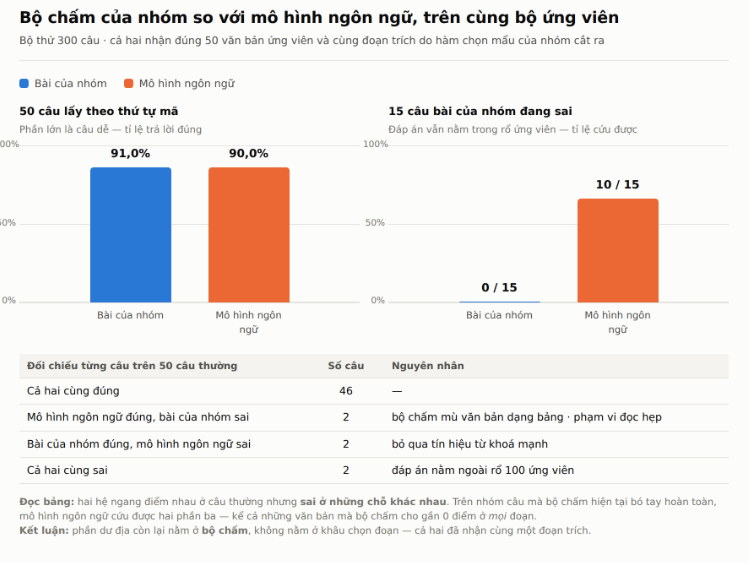 Bộ chấm của nhóm so với mô hình ngôn ngữ, trên cùng bộ ứng viên
Bộ thử 300 câu · cả hai nhận đúng 50 văn bản ứng viên và cùng đoạn trích do hàm chọn mẩu của nhóm cắt ra
Bài của nhóm
Mô hình ngôn ngữ
50 câu lấy theo thứ tự mã
Phần lớn là câu dễ — tỉ lệ trả lời đúng
00%
91,0%
90,0%
50%
0%
Bài của nhóm
Mô hình ngôn
ngữ
15 câu bài của nhóm đang sai
Đáp án vẫn nằm trong rổ ứng viên — tỉ lệ cứu được
100%
10 / 15
50%
0 / 15
0%
Bài của nhóm
Mô hình ngôn
ngữ
Đối chiếu từng câu trên 50 câu thường Số câu Nguyên nhân
Cả hai cùng đúng 46 —
Mô hình ngôn ngữ đúng, bài của nhóm sai 2 bộ chấm mù văn bản dạng bảng · phạm vi đọc hẹp
Bài của nhóm đúng, mô hình ngôn ngữ sai 2 bỏ qua tín hiệu từ khoá mạnh
Cả hai cùng sai 2 đáp án nằm ngoài rổ 100 ứng viên
Đọc bảng: hai hệ ngang điểm nhau ở câu thường nhưng sai ở những chỗ khác nhau. Trên nhóm câu mà bộ chấm hiện tại bó tay hoàn toàn,
mô hình ngôn ngữ cứu được hai phần ba — kể cả những văn bản mà bộ chấm cho gần 0 điểm ở mọi đoạn.
Kết luận: phần dư địa còn lại nằm ở bộ chấm, không nằm ở khâu chọn đoạn — cả hai đã nhận cùng một đoạn trích.